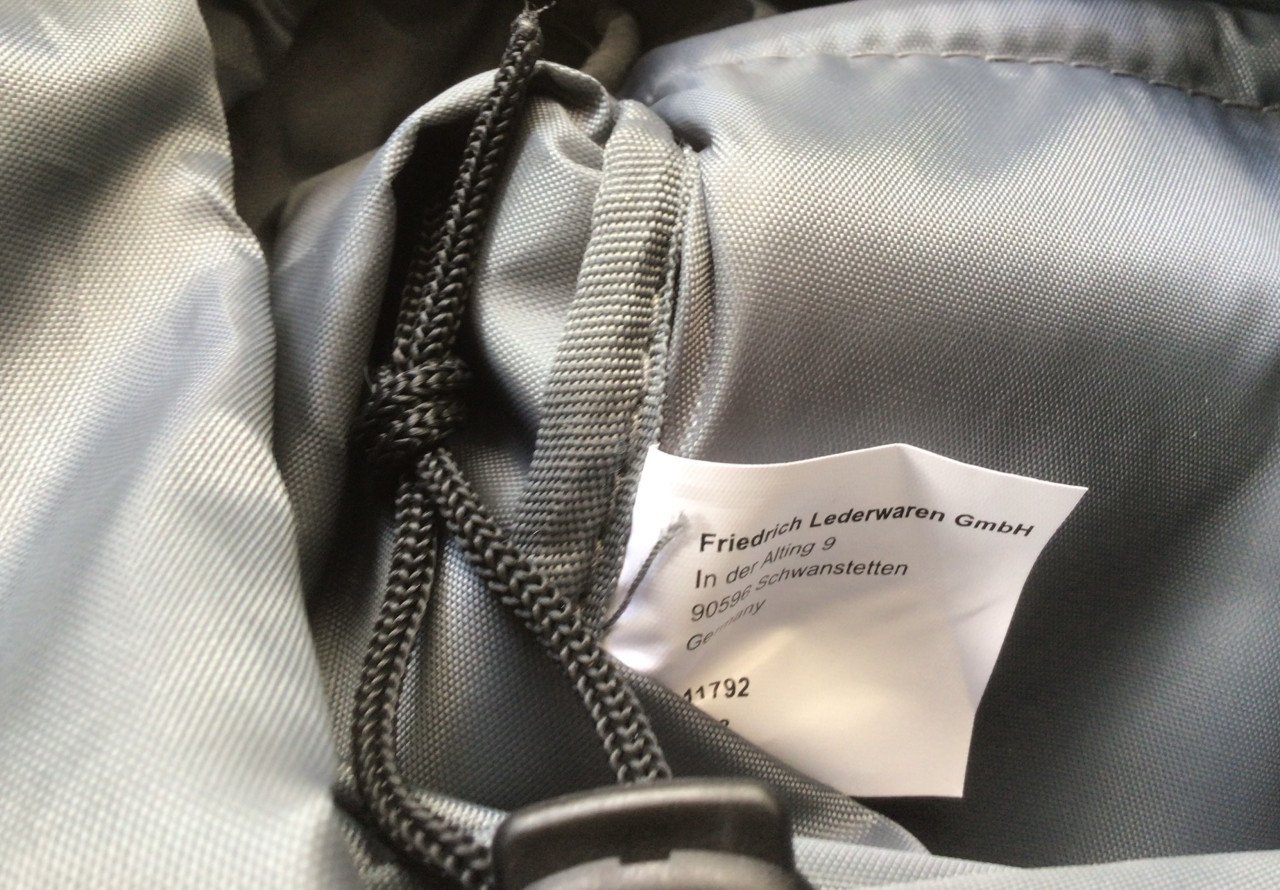 Friedrich Lederwaren GmbH
In der Alting 9
90596 Schwanstetten
Germany
11792